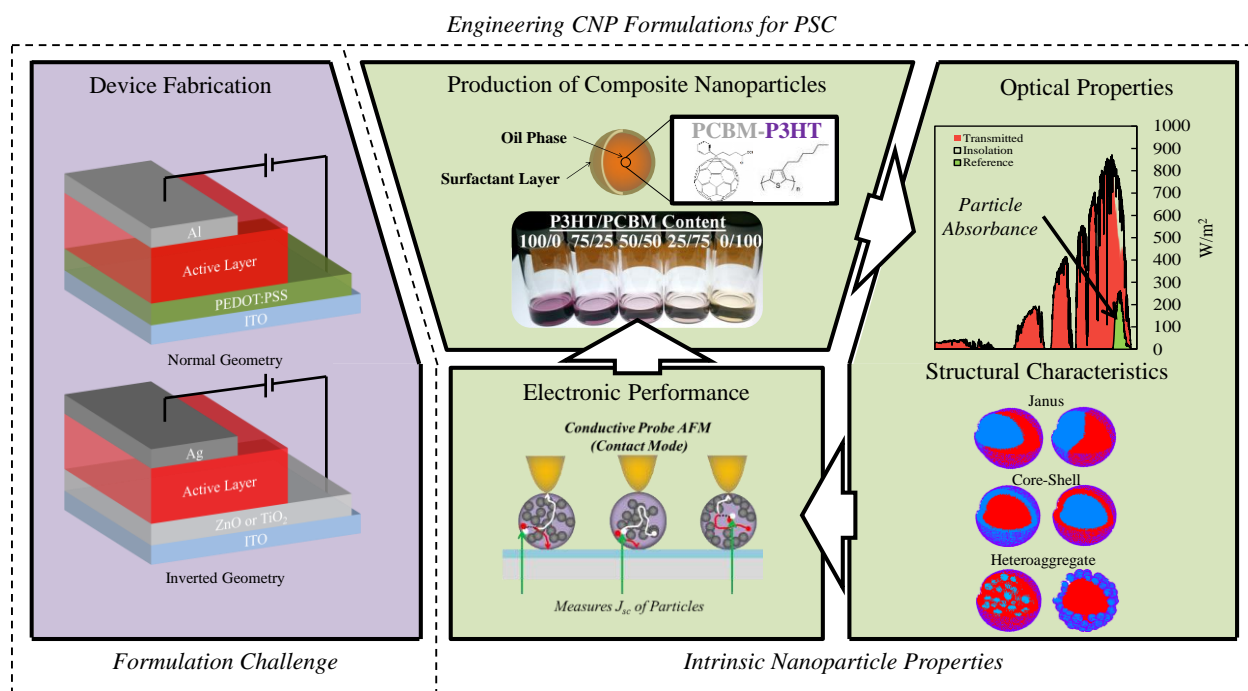 Engineering CNP Formulations for PSC
Device Fabrication
Al
Active Layer
PEDOT:PSS
ITO
Normal Geometry
Ag
Active Layer
ZnO or TiO2
ITO
Inverted Geometry
Formulation Challenge
Production of Composite Nanoparticles
Oil Phase
Surfactant Layer
PCBM-P3HT
S
n
P3HT/PCBM Content
100/0 75/25 50/50 25/75 0/100
Electronic Performance
Conductive Probe AFM
(Contact Mode)
Measures Jsc of Particles
Optical Properties
Transmitted
Insolation
Reference
Particle
Absorbance
1000
900
800
700
600
500
400
300
200
100
0
W/m²
Structural Characteristics
Janus
Core-Shell
Heteroaggregate
Intrinsic Nanoparticle Properties